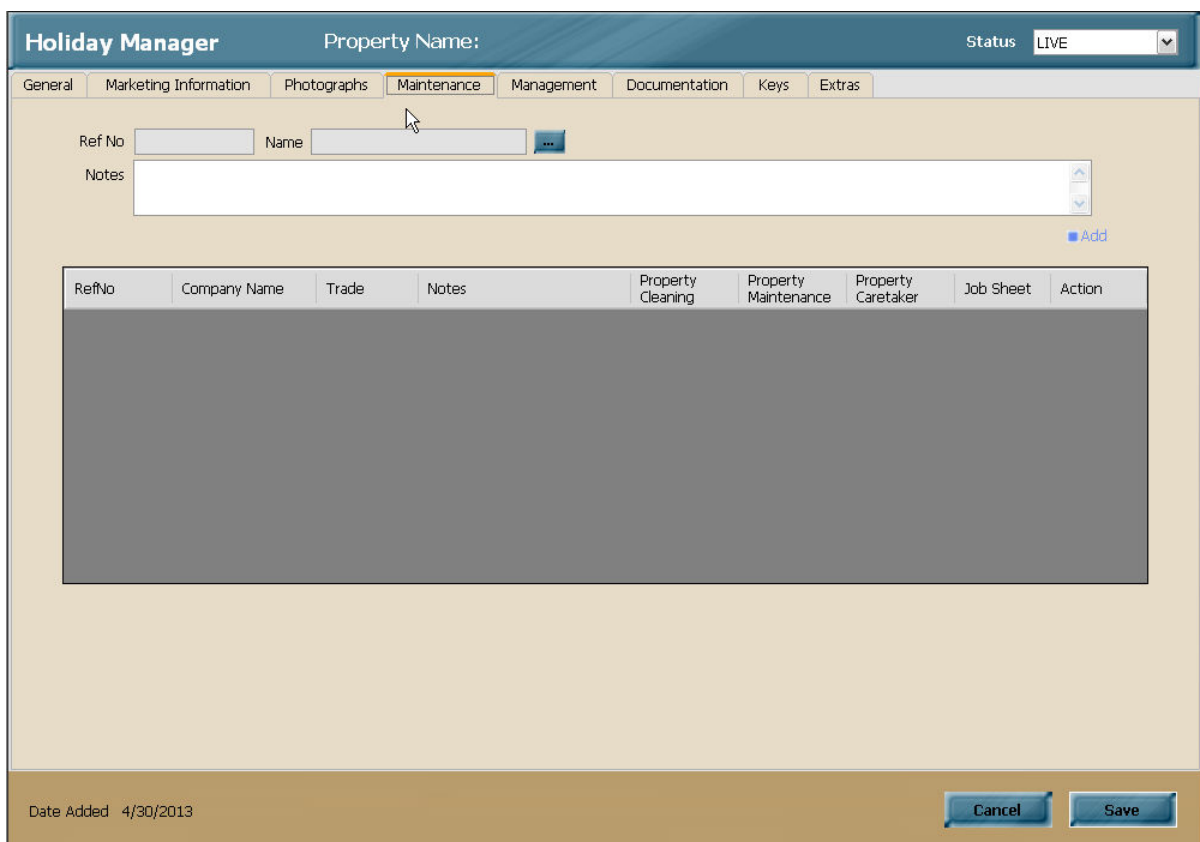 Holiday Manager Property Name: Status LIVE
General Marketing Information Photographs Maintenance Management Documentation Keys Extras
Ref No Name ...
Notes
Add
RefNo Company Name Trade Notes Property Cleaning Property Maintenance Property Caretaker Job Sheet Action
Date Added 4/30/2013 Cancel Save